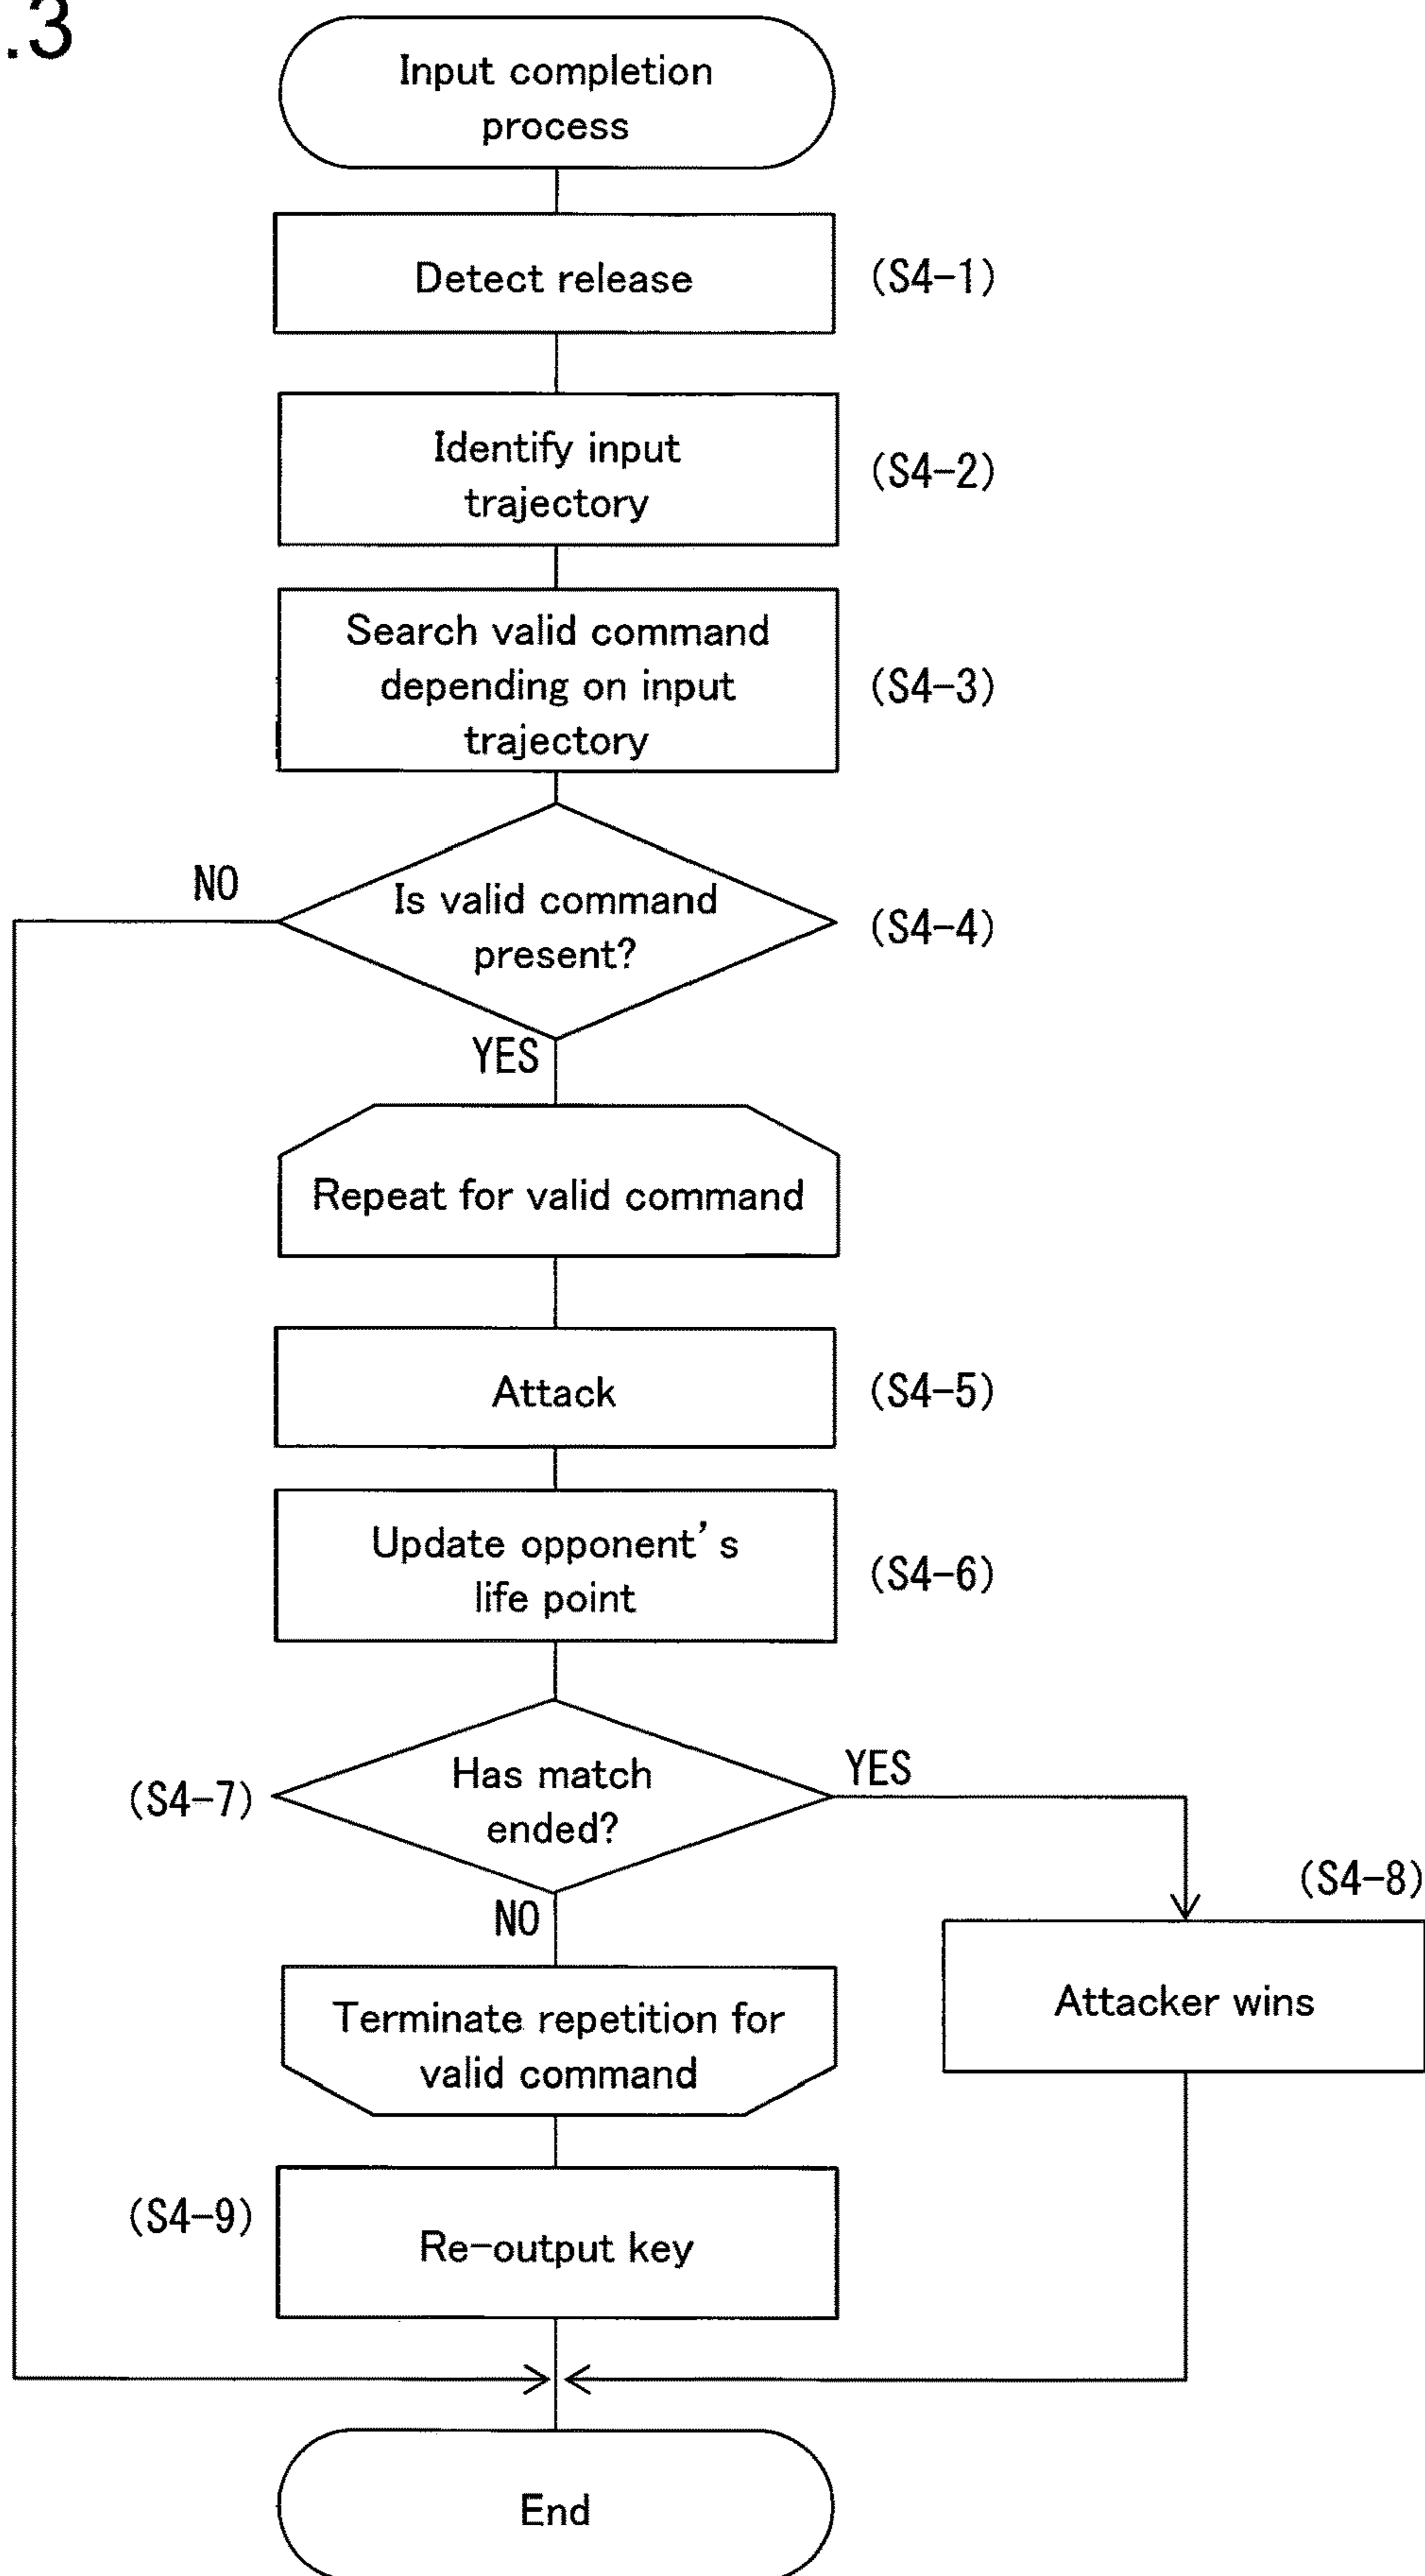 .3
Input completion
process
Detect release
(S4-1)
Identify input
trajectory
(S4-2)
Search valid command
depending on input
trajectory
(S4-3)
NO
Is valid command
present?
(S4-4)
YES
Repeat for valid command
Attack
(S4-5)
Update opponent's
life point
(S4-6)
(S4-7)
Has match
ended?
YES
NO
(S4-8)
Attacker wins
Terminate repetition for
valid command
(S4-9)
Re-output key
End